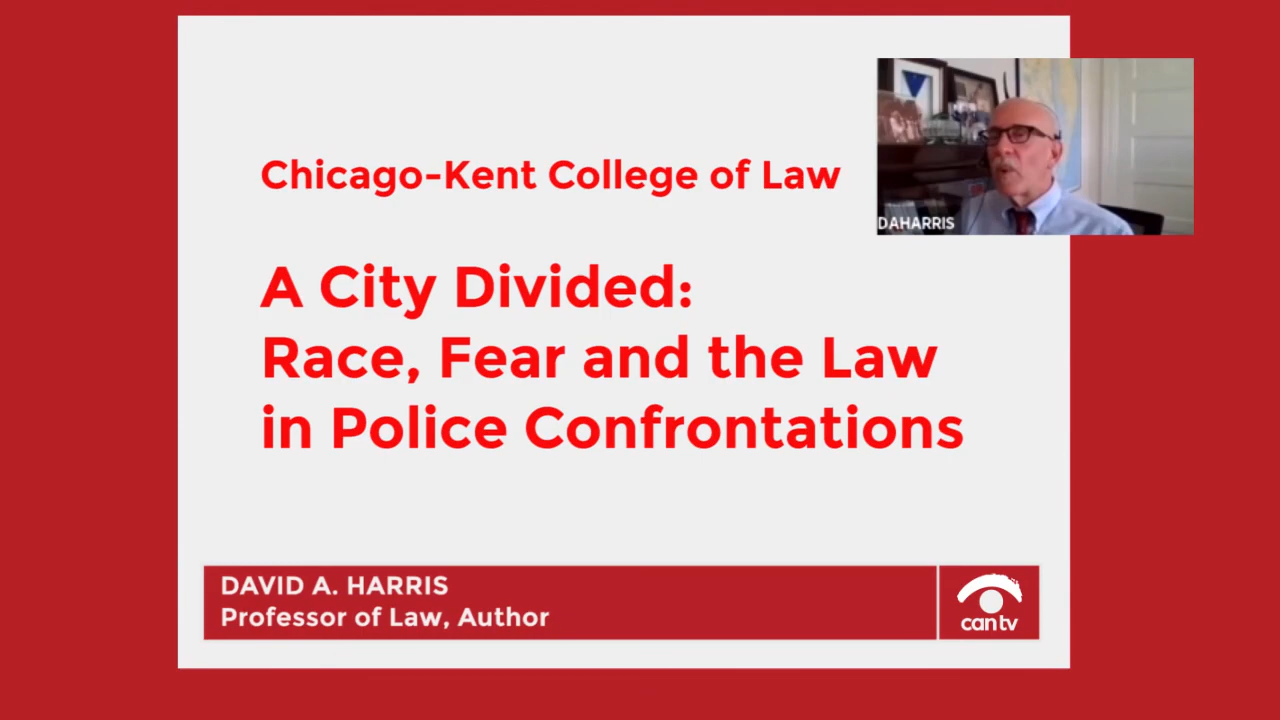 Chicago-Kent College of Law
DAHARRIS
A City Divided:
Race, Fear and the Law
in Police Confrontations
DAVID A. HARRIS
Professor of Law, Author
cantv